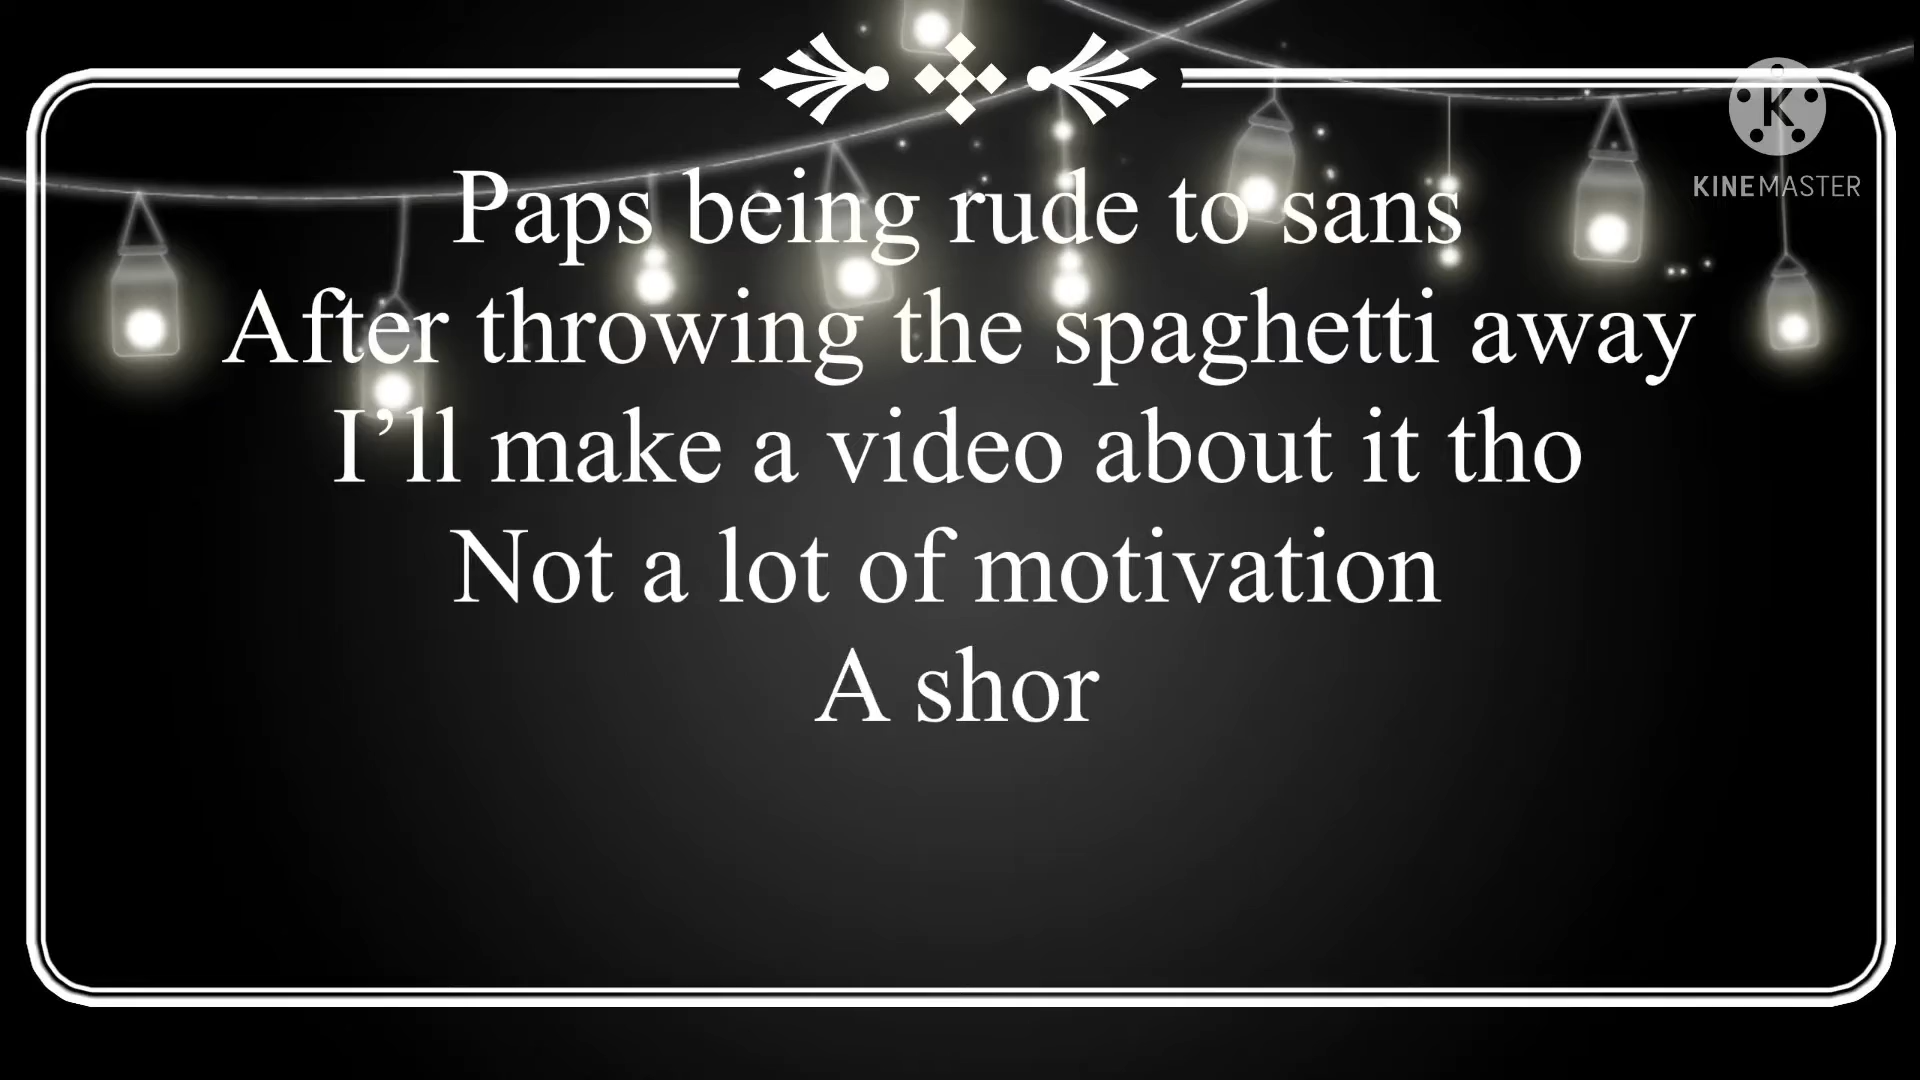 Paps being rude to sans
After throwing the spaghetti away
I’ll make a video about it tho
Not a lot of motivation
A shor
K
KINEMASTER